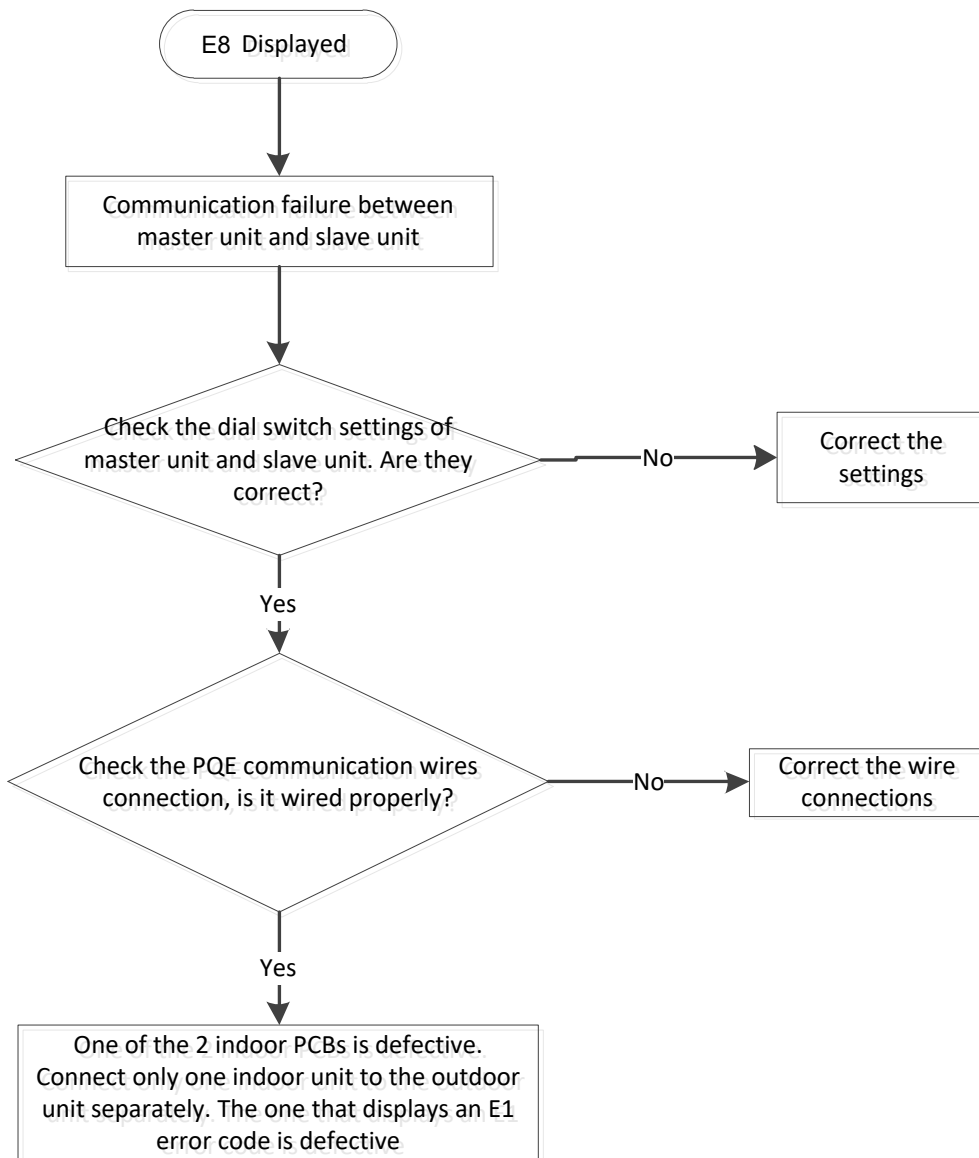 E8 Displayed
Communication failure between
master unit and slave unit
Check the dial switch settings of
master unit and slave unit. Are they
correct?
No
Correct the
settings
Yes
Check the PQE communication wires
connection, is it wired properly?
No
Correct the wire
connections
Yes
One of the 2 indoor PCBs is defective.
Connect only one indoor unit to the outdoor
unit separately. The one that displays an E1
error code is defective